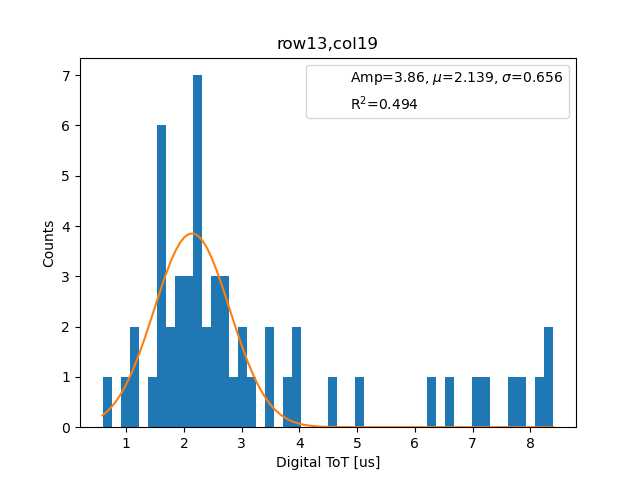 row13,col19
Amp=3.86, μ=2.139, σ=0.656
R²=0.494
Counts
7
6
5
4
3
2
1
0
1 2 3 4 5 6 7 8
Digital ToT [us]